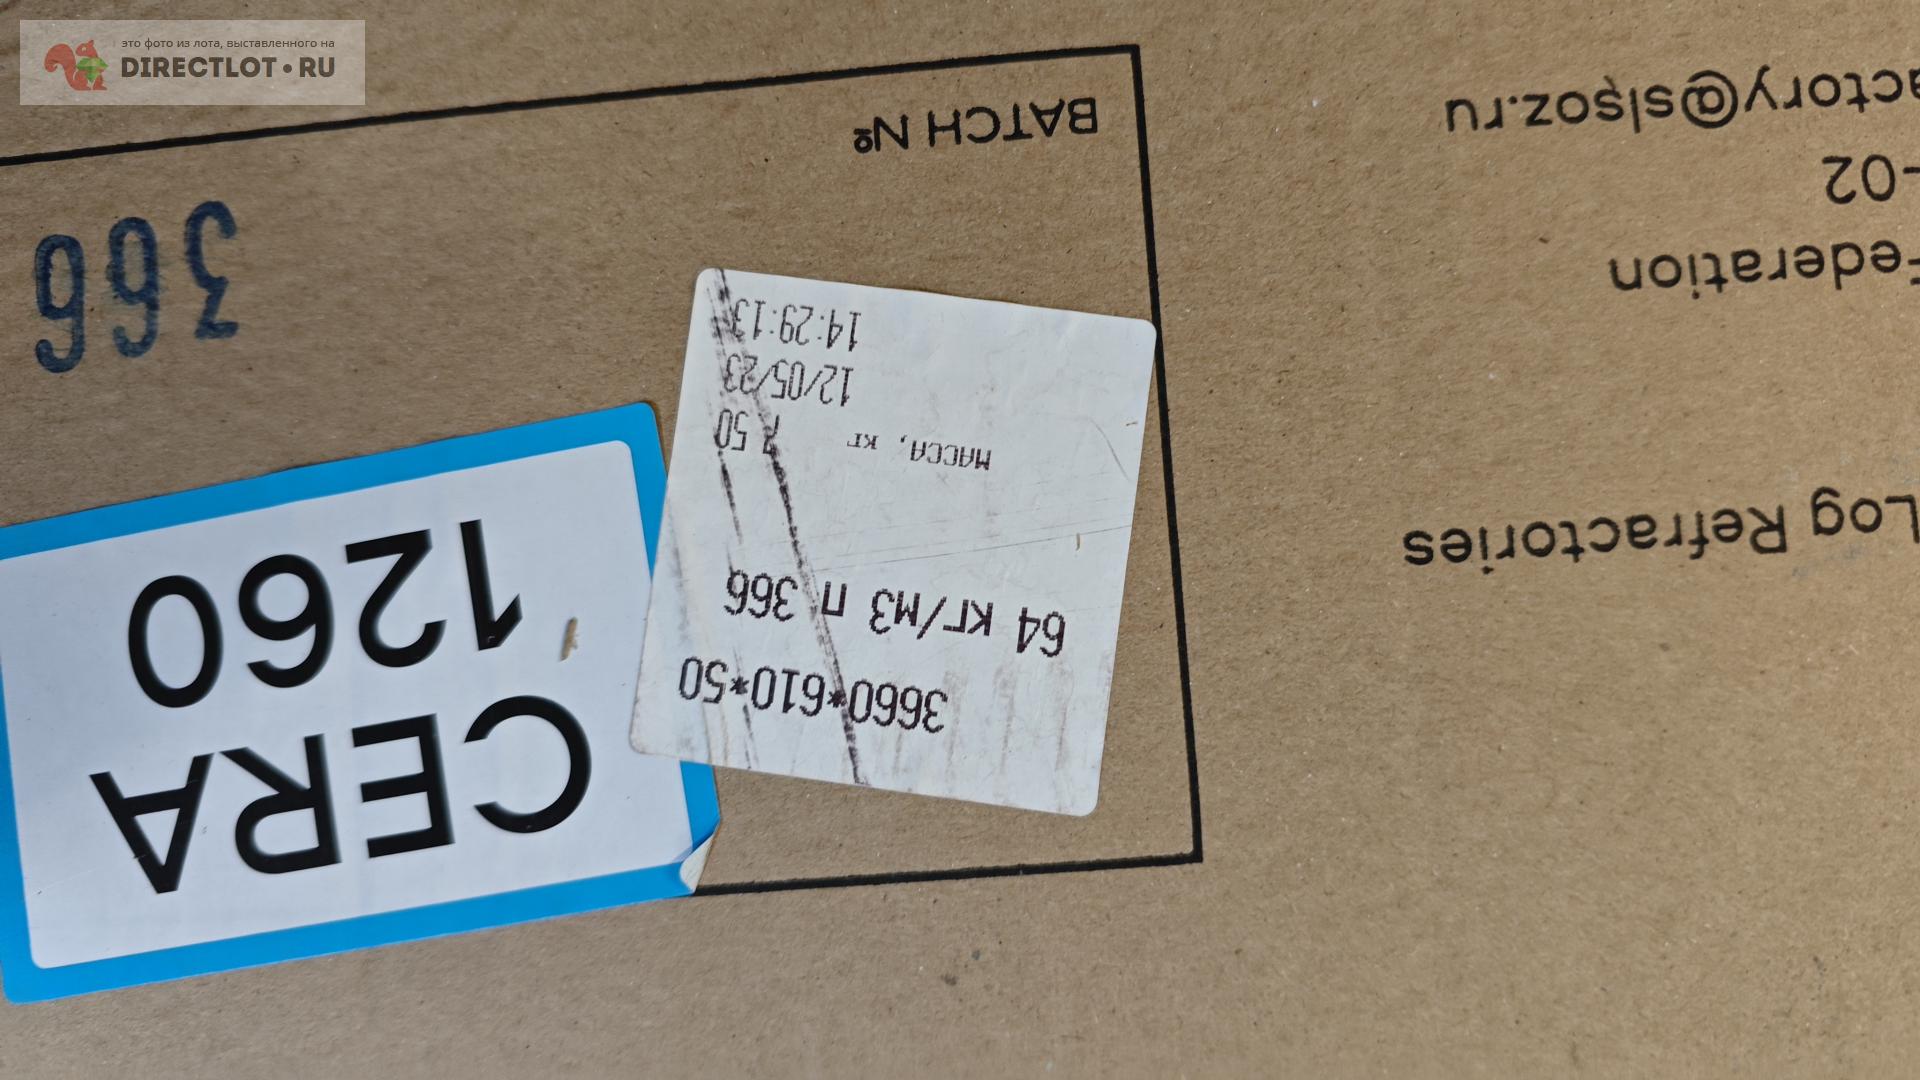 это фото из лота, выставленного на
DIRECTLOT • RU
Log Refractories
Federation
-02
actory@slsoz.ru
BATCH №
366
CERA
1260
3660*610*50
64 кг/м3 п 366
МАССА, кг 7 50
12/05/23
14:29:13